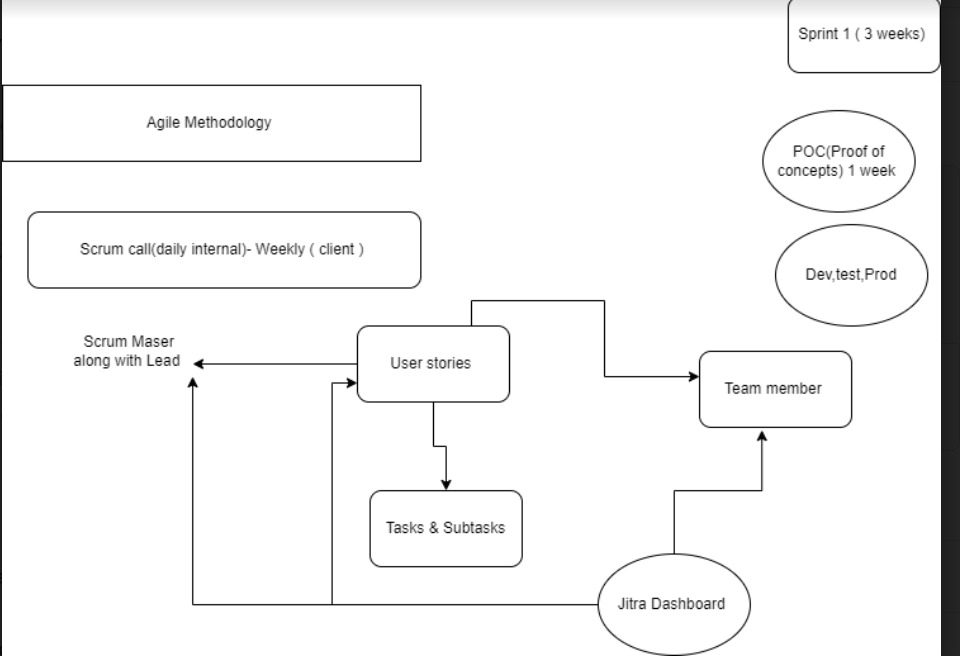 Sprint 1 ( 3 weeks)
Agile Methodology
POC(Proof of
concepts) 1 week
Scrum call(daily internal)- Weekly ( client )
Dev,test,Prod
Scrum Maser
along with Lead
User stories
Team member
Tasks & Subtasks
Jitra Dashboard